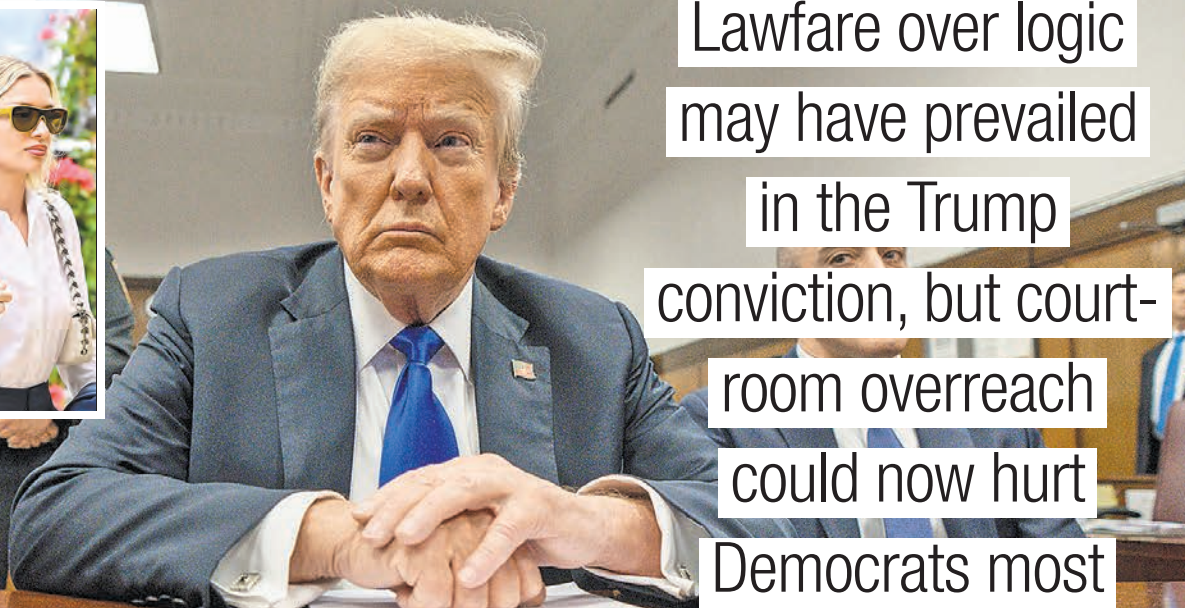 Lawfare over logic
may have prevailed
in the Trump
conviction, but court-
room overreach
could now hurt
Democrats most